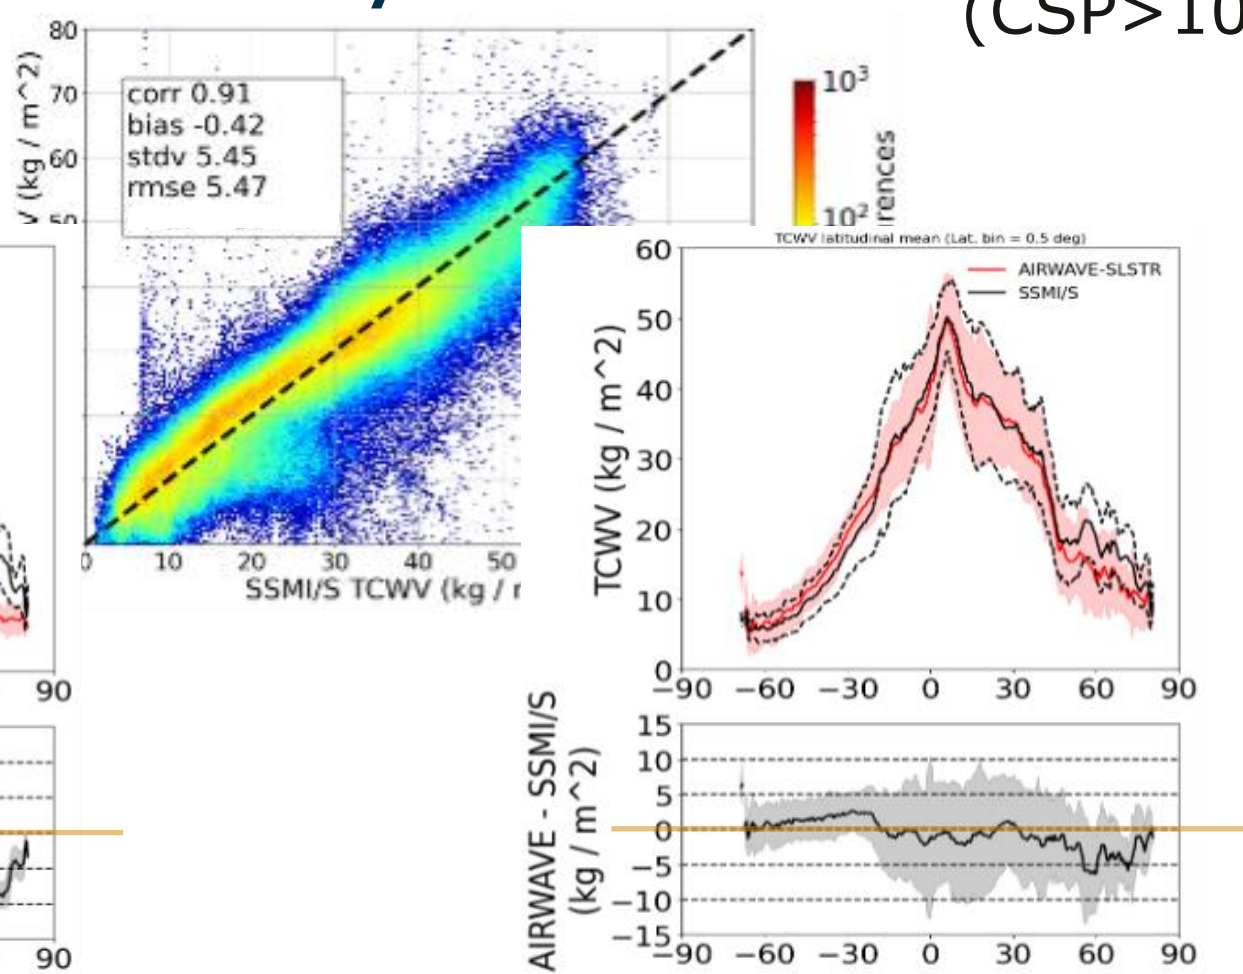 (CSP>10
80
70
60
50
V (kg / m^2)
corr 0.91
bias -0.42
stdv 5.45
rmse 5.47
10³
10²
rences
0 10 20 30 40 50
SSMI/S TCWV (kg / r
TCWV latitudinal mean (Lat. bin = 0.5 deg)
AIRWAVE-SLSTR
SSMI/S
TCWV (kg / m^2)
60
50
40
30
20
10
0
−90 −60 −30 0 30 60 90
90
AIRWAVE - SSMI/S
(kg / m^2)
15
10
5
0
−5
−10
−15
−90 −60 −30 0 30 60 90
90